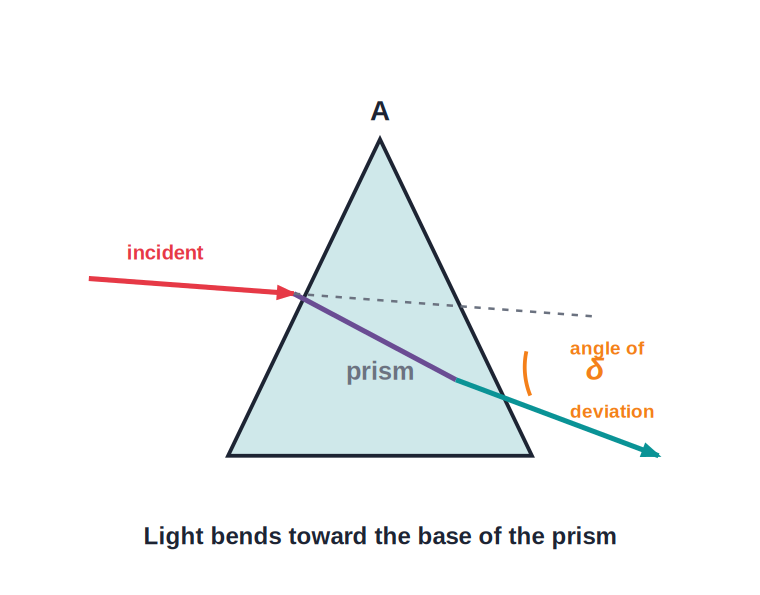 A
incident
angle of
δ
prism
deviation
Light bends toward the base of the prism